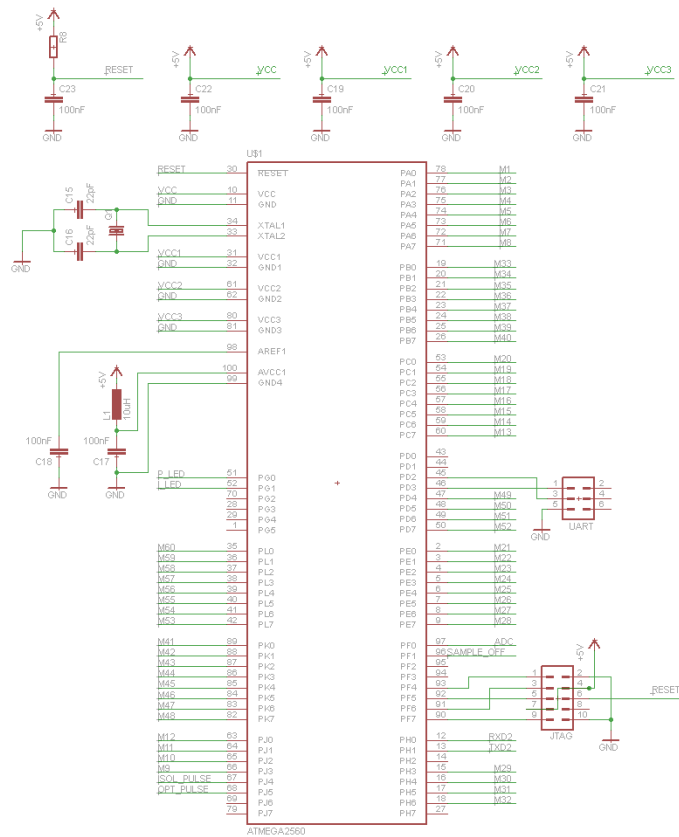 +5V
R8
RESET
C23
100nF
GND
+5V
VCC
C22
100nF
GND
+5V
VCC1
C19
100nF
GND
+5V
VCC2
C20
100nF
GND
+5V
VCC3
C21
100nF
GND
U$1
RESET 30 RESET
VCC 10 VCC
GND 11 GND
34 XTAL1
33 XTAL2
C15
22pF
C16
22pF
Q1
GND
VCC1 31 VCC1
GND 32 GND1
VCC2 61 VCC2
GND 62 GND2
VCC3 80 VCC3
GND 81 GND3
98 AREF1
100 AVCC1
99 GND4
+5V
L1
10uH
100nF
C18
GND
100nF
C17
GND
P_LED 51 PG0
I_LED 52 PG1
70 PG2
28 PG3
29 PG4
1 PG5
M60 35 PL0
M59 36 PL1
M58 37 PL2
M57 38 PL3
M56 39 PL4
M55 40 PL5
M54 41 PL6
M53 42 PL7
M41 89 PK0
M42 88 PK1
M43 87 PK2
M44 86 PK3
M45 85 PK4
M46 84 PK5
M47 83 PK6
M48 82 PK7
M12 63 PJ0
M11 64 PJ1
M10 65 PJ2
M9 66 PJ3
ISOL_PULSE 67 PJ4
OPT_PULSE 68 PJ5
69 PJ6
79 PJ7
ATMEGA2560
PA0 78 M1
PA1 77 M2
PA2 76 M3
PA3 75 M4
PA4 74 M5
PA5 73 M6
PA6 72 M7
PA7 71 M8
PB0 19 M33
PB1 20 M34
PB2 21 M35
PB3 22 M36
PB4 23 M37
PB5 24 M38
PB6 25 M39
PB7 26 M40
PC0 53 M20
PC1 54 M19
PC2 55 M18
PC3 56 M17
PC4 57 M16
PC5 58 M15
PC6 59 M14
PC7 60 M13
PD0 43
PD1 44
PD2 45
PD3 46
PD4 47 M49
PD5 48 M50
PD6 49 M51
PD7 50 M52
1 2
3 4
5 6
UART
GND
PE0 2 M21
PE1 3 M22
PE2 4 M23
PE3 5 M24
PE4 6 M25
PE5 7 M26
PE6 8 M27
PE7 9 M28
PF0 97 ADC
PF1 96 SAMPLE_OFF
PF2 95
PF3 94
PF4 93
PF5 92
PF6 91
PF7 90
+5V
1 2
3 4
5 6
7 8
9 10
JTAG
RESET
GND
PH0 12 RXD2
PH1 13 TXD2
PH2 14
PH3 15 M29
PH4 16 M30
PH5 17 M31
PH6 18 M32
PH7 27